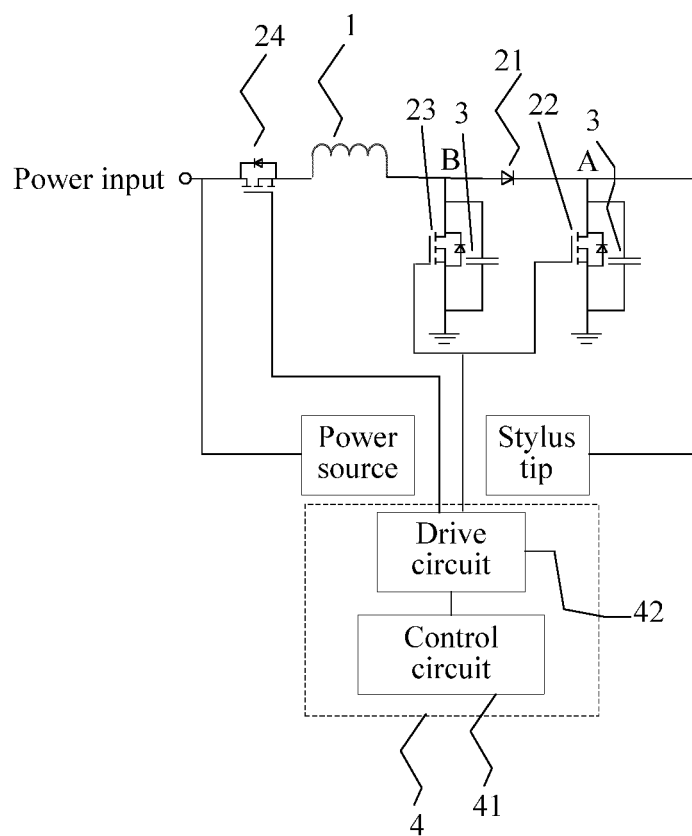 1
24
21
23
3
22
3
B
A
Power input
Power
source
Stylus
tip
Drive
circuit
42
Control
circuit
4
41